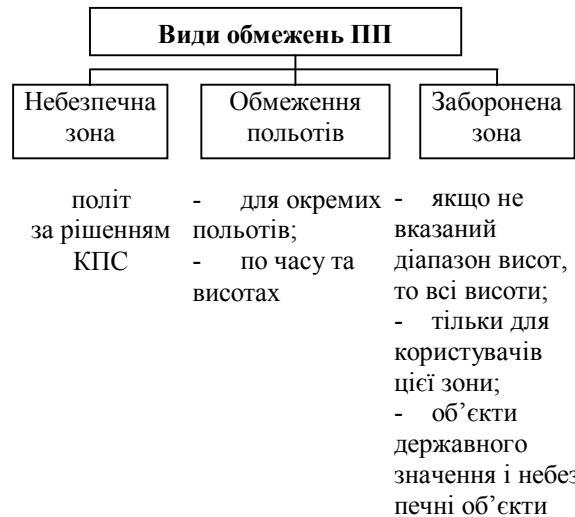 Види обмежень ПП
Небезпечна
зона
Обмеження
польотів
Заборонена
зона
політ
за рішенням
КПС
- для окремих
польотів;
- по часу та
висотах
- якщо не
вказаний
діапазон висот,
то всі висоти;
- тільки для
користувачів
цієї зони;
- об’єкти
державного
значення і небез
печні об’єкти